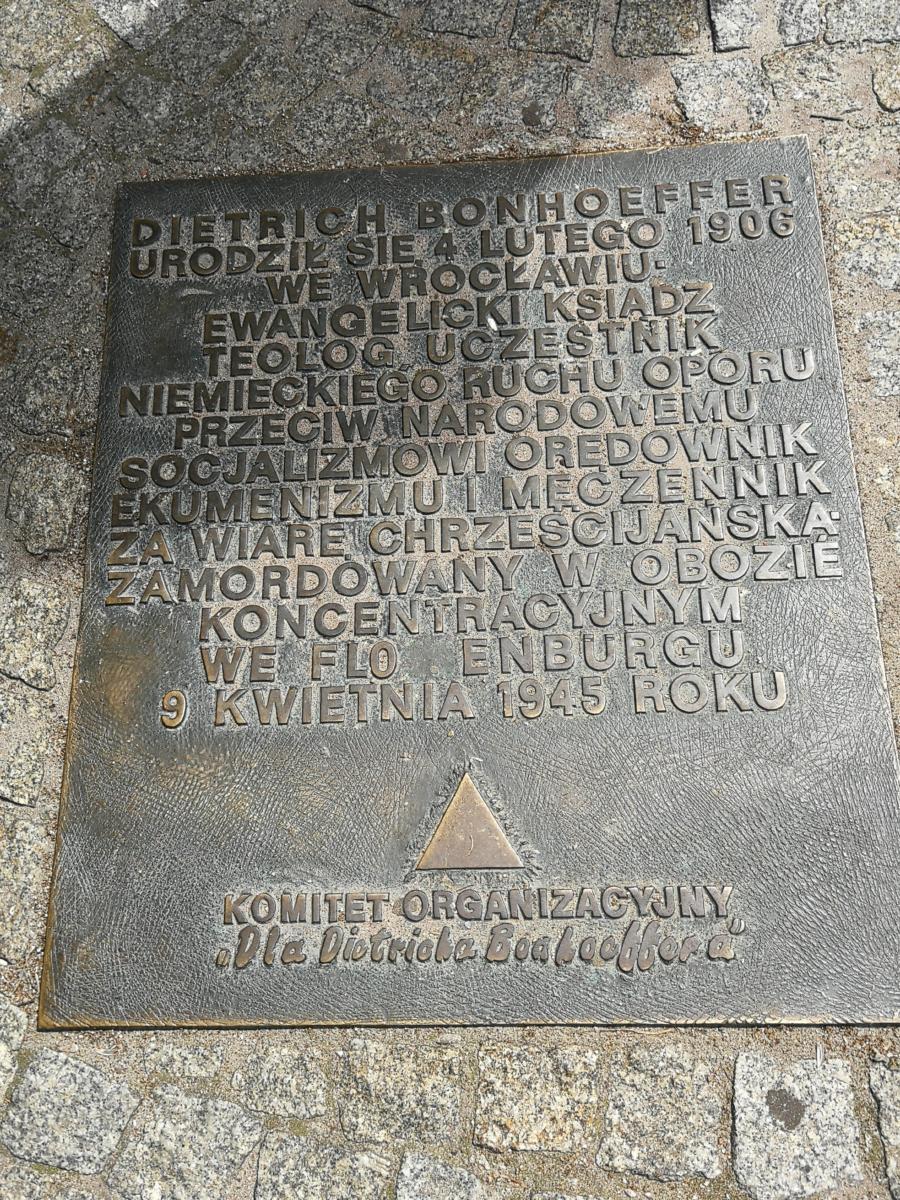 DIETRICH BONHOEFFER
URODZIŁ SIĘ 4 LUTEGO 1906
WE WROCŁAWIU.
EWANGELICKI KSIĄDZ
TEOLOG UCZESTNIK
NIEMIECKIEGO RUCHU OPORU
PRZECIW NARODOWEMU
SOCJALIZMOWI ORĘDOWNIK
EKUMENIZMU I MĘCZENNIK
ZA WIARĘ CHRZEŚCIJAŃSKĄ.
ZAMORDOWANY W OBOZIE
KONCENTRACYJNYM
WE FLO ENBURGU
9 KWIETNIA 1945 ROKU
KOMITET ORGANIZACYJNY
„Dla Dietricha Bonhoeffera"